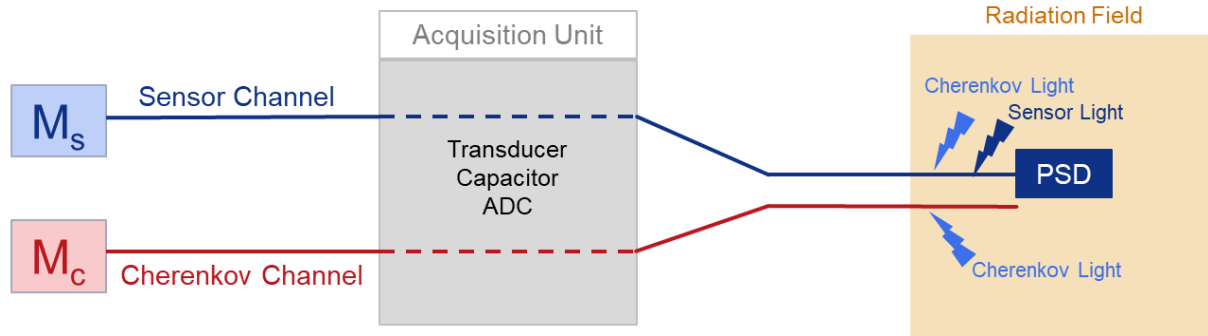 Radiation Field
Acquisition Unit
Sensor Channel
Cherenkov Light
Sensor Light
Ms
Transducer
Capacitor
ADC
PSD
Mc
Cherenkov Channel
Cherenkov Light